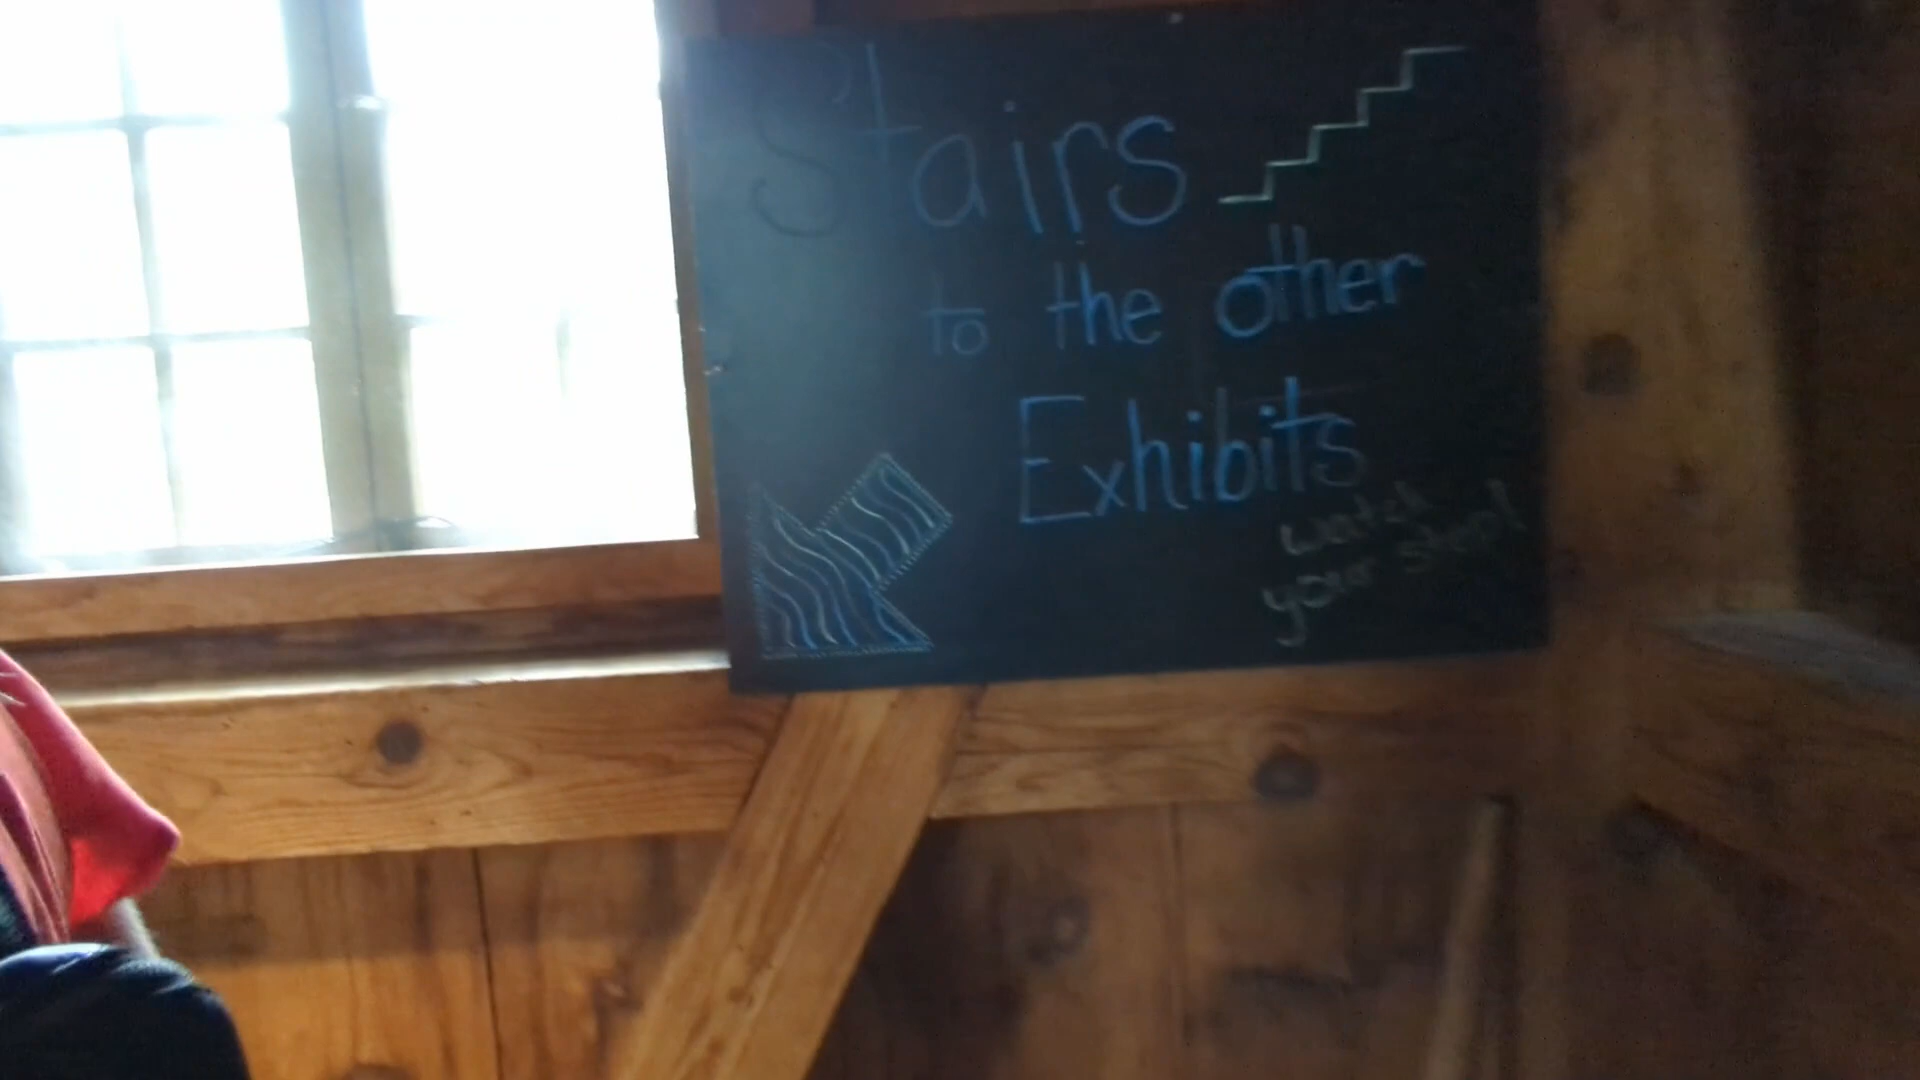 Stairs
to the other
Exhibits
watch
your step!